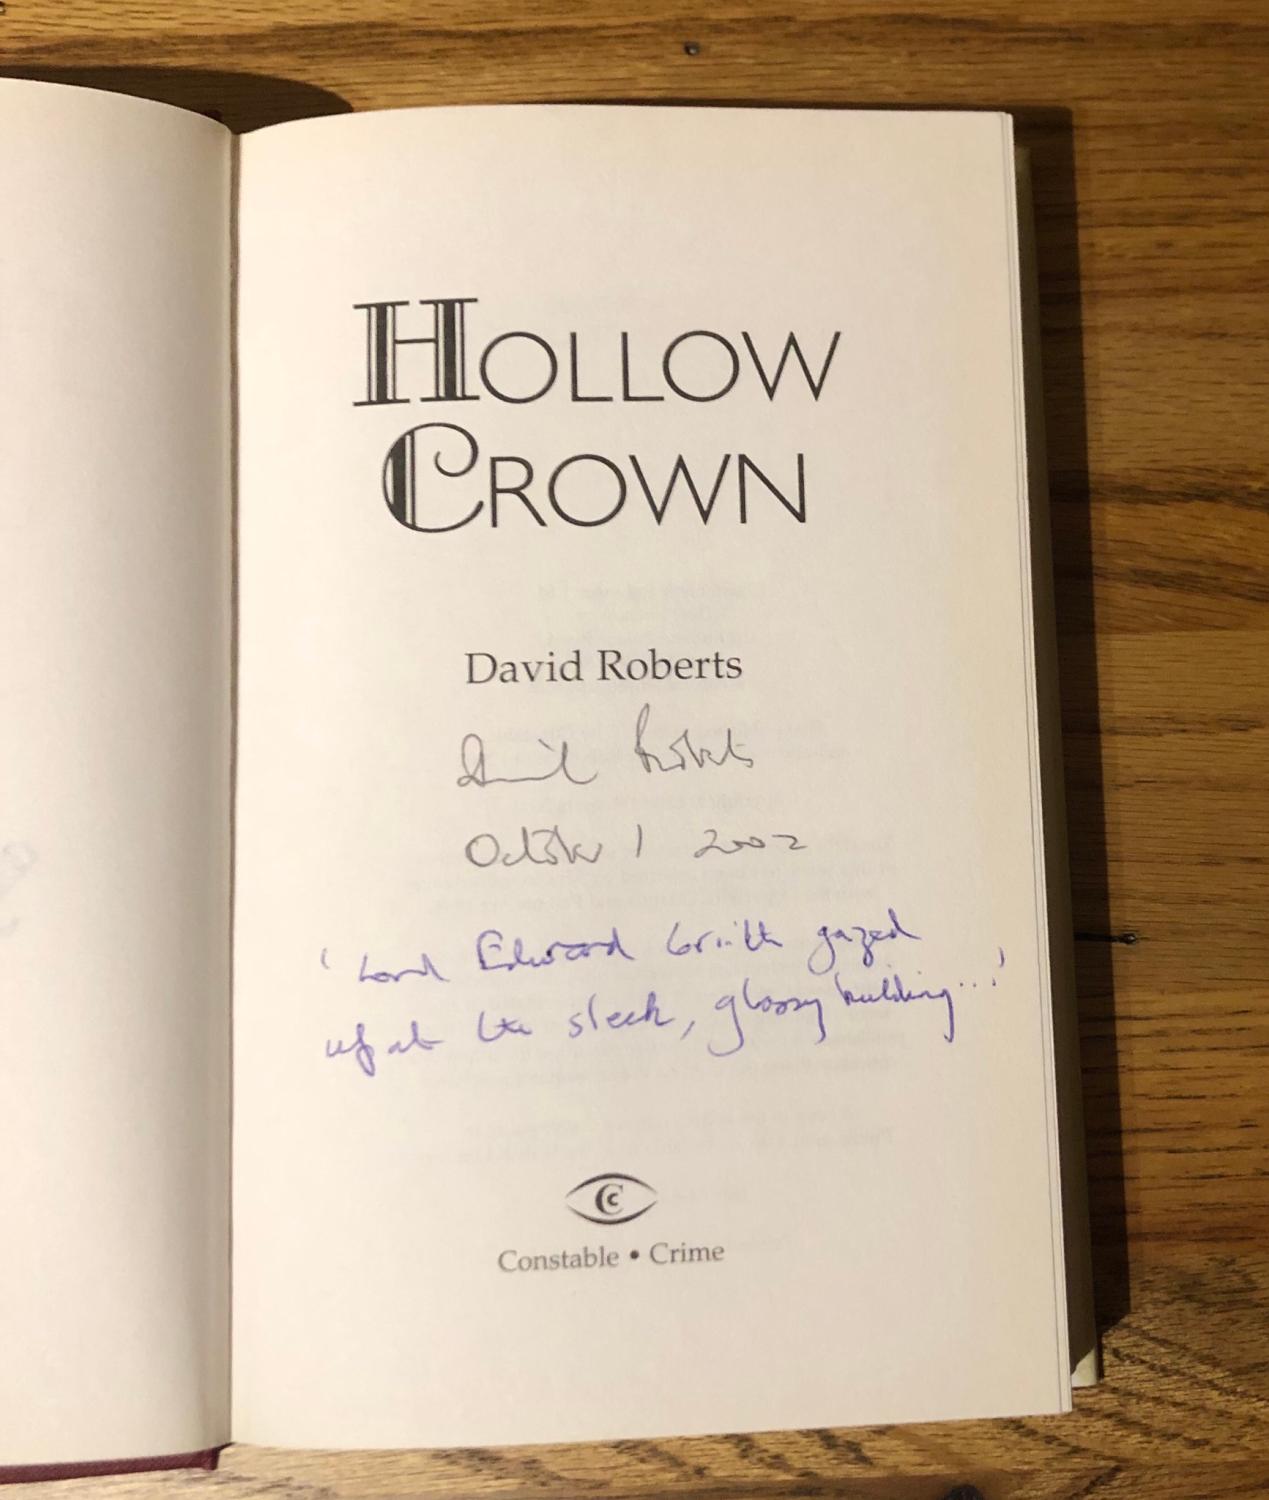 HOLLOW
CROWN
David Roberts
David Roberts
October 1 2002
'Lord Edward Corinth gazed
up at the sleek, glossy building...'
CC
Constable • Crime